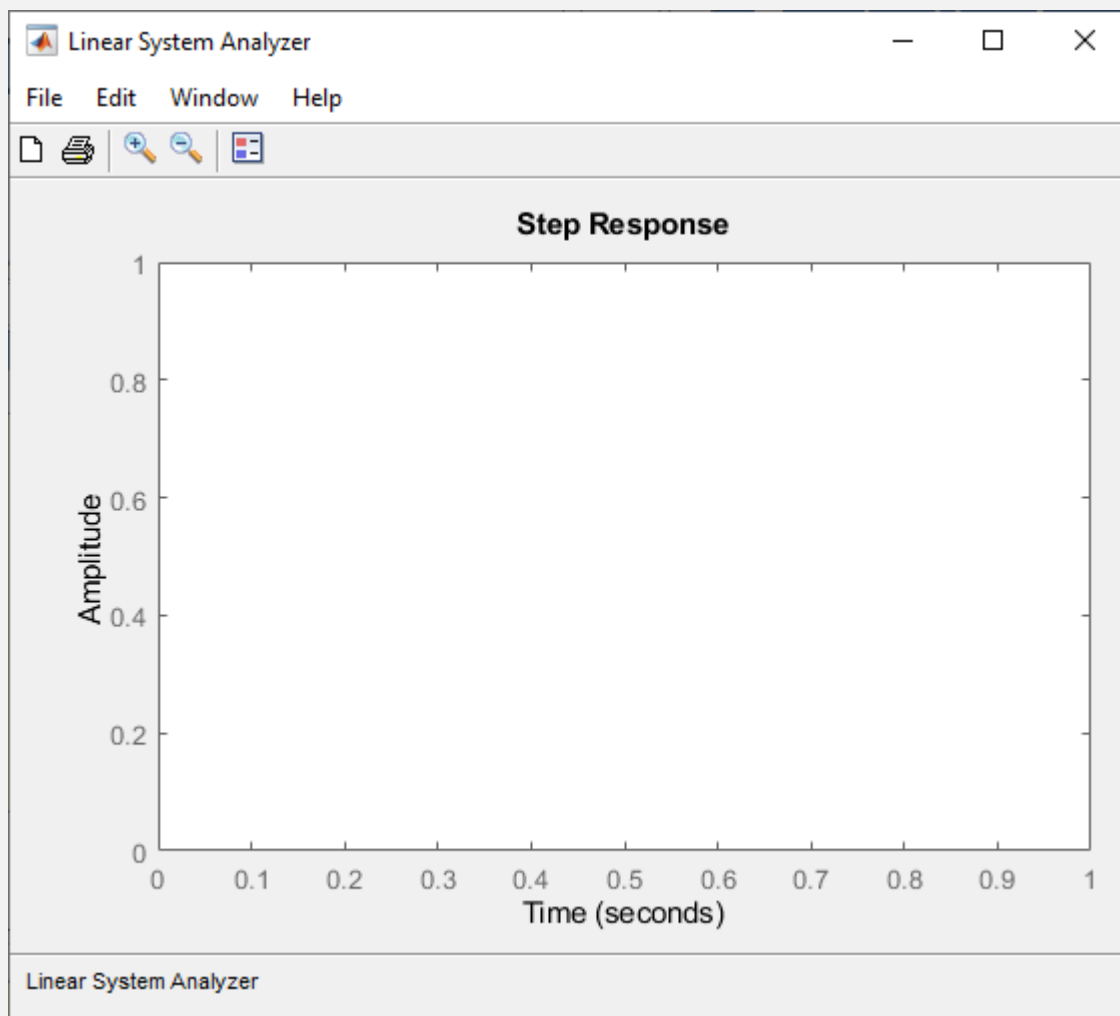 Linear System Analyzer
File Edit Window Help
Step Response
1
0.8
0.6
0.4
0.2
0
Amplitude
0 0.1 0.2 0.3 0.4 0.5 0.6 0.7 0.8 0.9 1
Time (seconds)
Linear System Analyzer